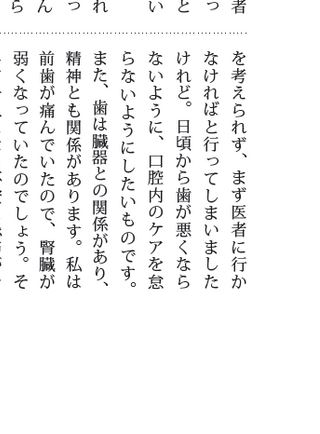 を考えられず、まず医者に行か
なければと行ってしまいました
けれど。日頃から歯が悪くなら
ないように、口腔内のケアを怠
らないようにしたいものです。
また、歯は臓器との関係があり、
精神とも関係があります。私は
前歯が痛んでいたので、腎臓が
弱くなっていたのでしょう。そ